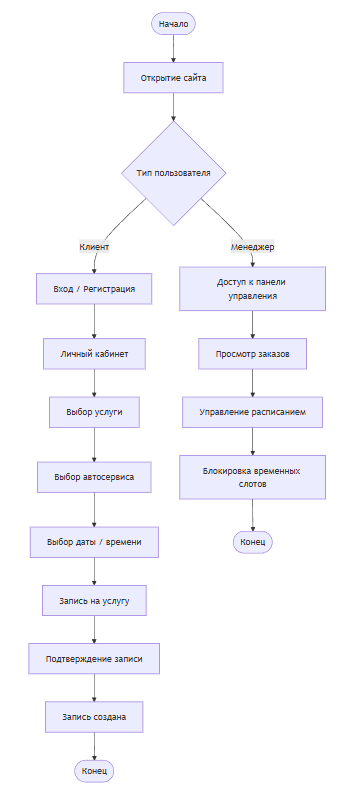 Начало
Открытие сайта
Тип пользователя
Клиент
Менеджер
Вход / Регистрация
Доступ к панели
управления
Личный кабинет
Просмотр заказов
Выбор услуги
Управление расписанием
Выбор автосервиса
Блокировка временных
слотов
Выбор даты / времени
Конец
Запись на услугу
Подтверждение записи
Запись создана
Конец